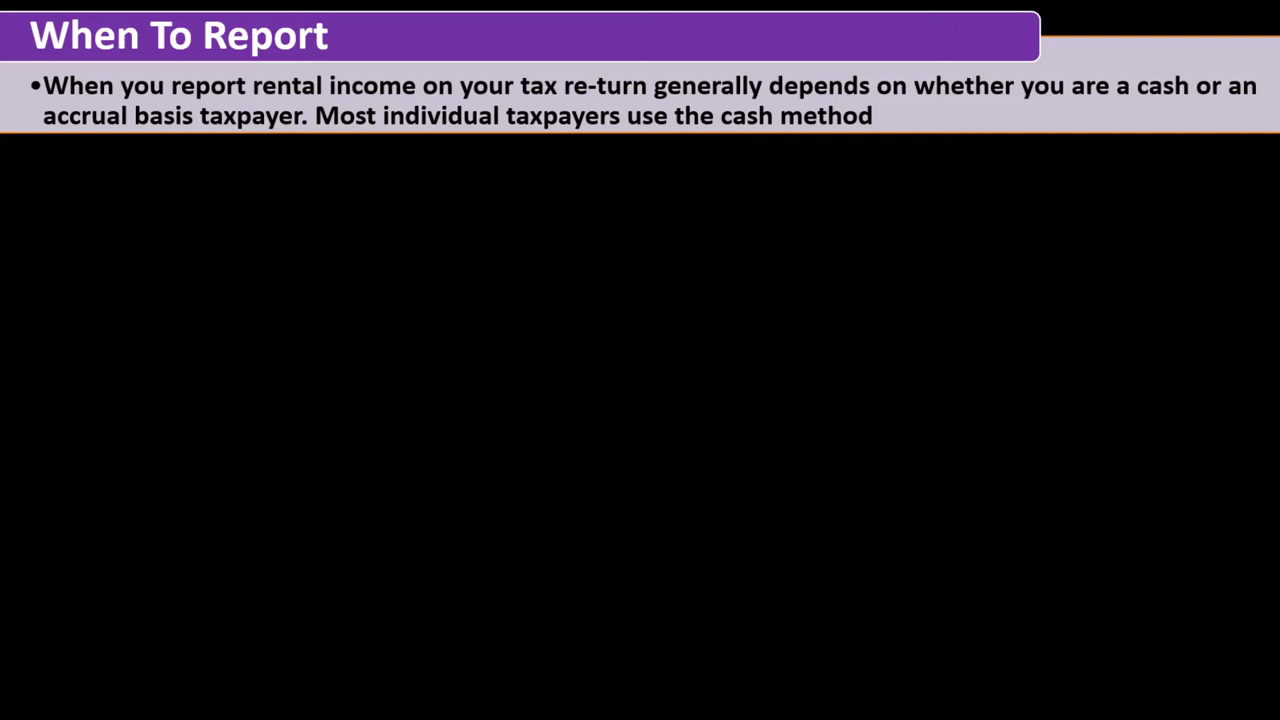 When To Report
•When you report rental income on your tax re-turn generally depends on whether you are a cash or an
accrual basis taxpayer. Most individual taxpayers use the cash method